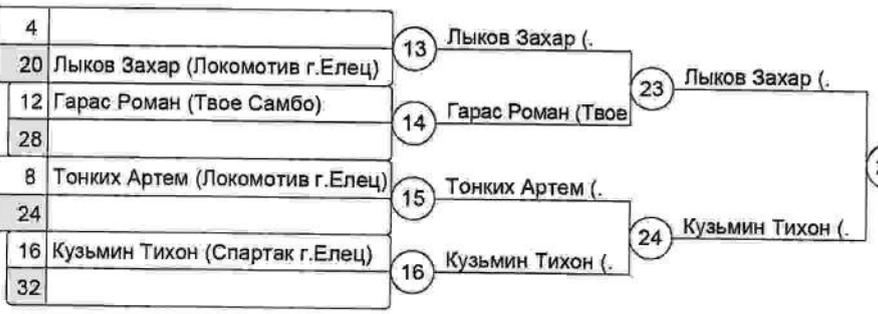 4
20 Лыков Захар (Локомотив г.Елец)
12 Гарас Роман (Твое Самбо)
28
8 Тонких Артем (Локомотив г.Елец)
24
16 Кузьмин Тихон (Спартак г.Елец)
32
13 Лыков Захар (.
14 Гарас Роман (Твое
15 Тонких Артем (.
16 Кузьмин Тихон (.
23 Лыков Захар (.
24 Кузьмин Тихон (.